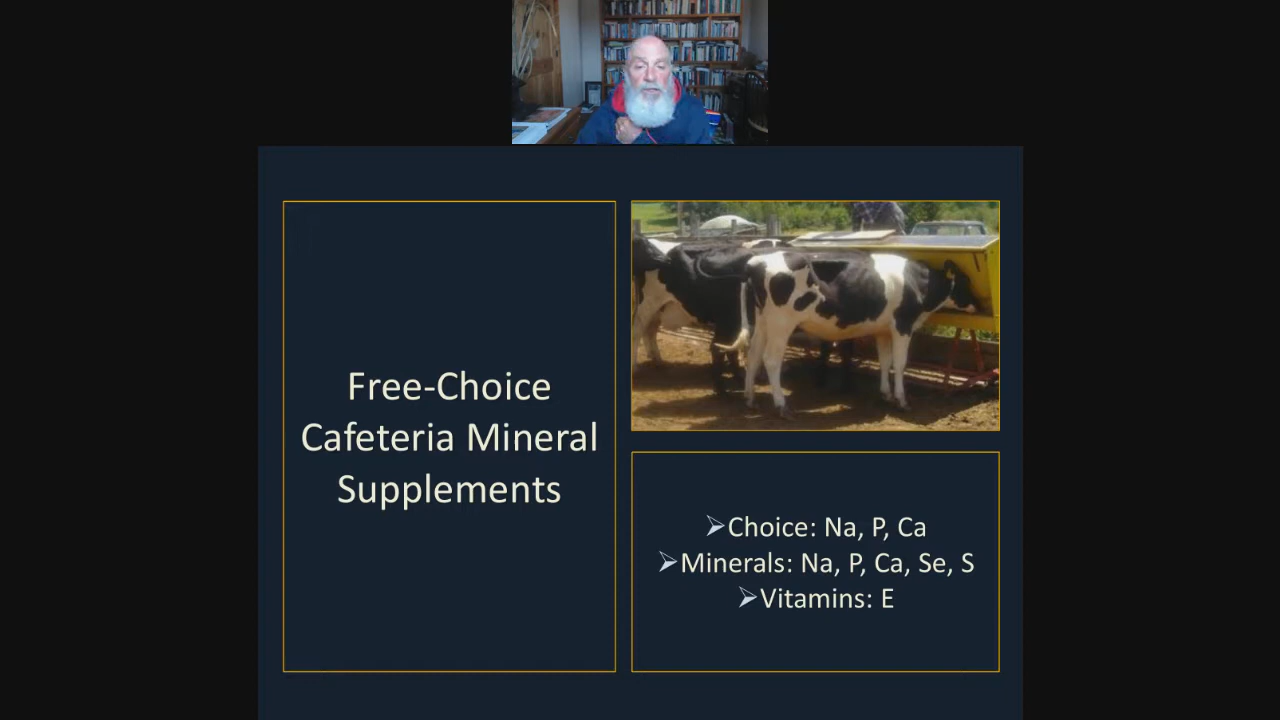 Free-Choice
Cafeteria Mineral
Supplements
➢Choice: Na, P, Ca
➢Minerals: Na, P, Ca, Se, S
➢Vitamins: E